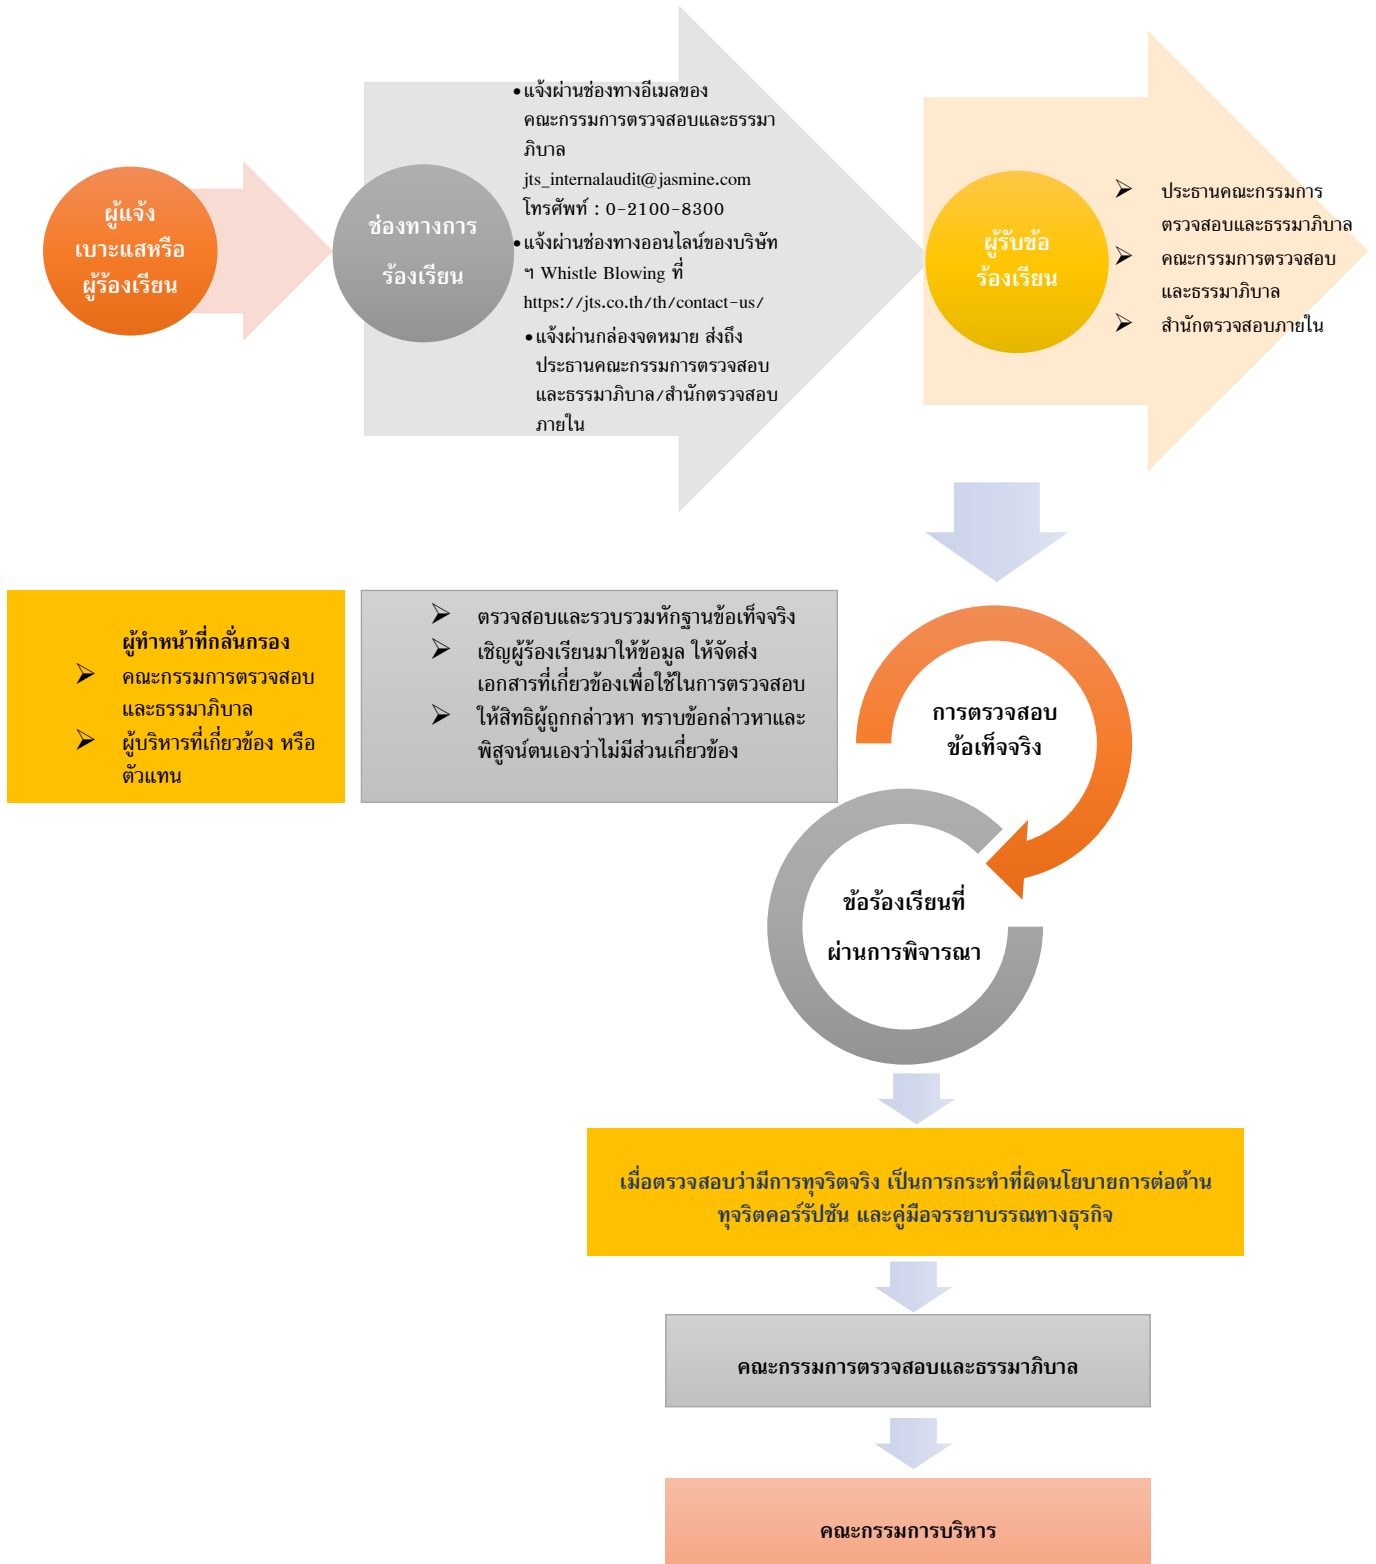 ผู้แจ้ง
เบาะแสหรือ
ผู้ร้องเรียน
ช่องทางการ
ร้องเรียน
•แจ้งผ่านช่องทางอีเมลของ
คณะกรรมการตรวจสอบและธรรมา
ภิบาล
jts_internalaudit@jasmine.com
โทรศัพท์ : 0-2100-8300
•แจ้งผ่านช่องทางออนไลน์ของบริษัท
ฯ Whistle Blowing ที่
https://jts.co.th/th/contact-us/
•แจ้งผ่านกล่องจดหมาย ส่งถึง
ประธานคณะกรรมการตรวจสอบ
และธรรมาภิบาล/สำนักตรวจสอบ
ภายใน
ผู้รับข้อ
ร้องเรียน
➢ ประธานคณะกรรมการ
ตรวจสอบและธรรมาภิบาล
➢ คณะกรรมการตรวจสอบ
และธรรมาภิบาล
➢ สำนักตรวจสอบภายใน
ผู้ทำหน้าที่กลั่นกรอง
➢ คณะกรรมการตรวจสอบ
และธรรมาภิบาล
➢ ผู้บริหารที่เกี่ยวข้อง หรือ
ตัวแทน
➢ ตรวจสอบและรวบรวมหักฐานข้อเท็จจริง
➢ เชิญผู้ร้องเรียนมาให้ข้อมูล ให้จัดส่ง
เอกสารที่เกี่ยวข้องเพื่อใช้ในการตรวจสอบ
➢ ให้สิทธิผู้ถูกกล่าวหา ทราบข้อกล่าวหาและ
พิสูจน์ตนเองว่าไม่มีส่วนเกี่ยวข้อง
การตรวจสอบ
ข้อเท็จจริง
ข้อร้องเรียนที่
ผ่านการพิจารณา
เมื่อตรวจสอบว่ามีการทุจริตจริง เป็นการกระทำที่ผิดนโยบายการต่อต้าน
ทุจริตคอร์รัปชัน และคู่มือจรรยาบรรณทางธุรกิจ
คณะกรรมการตรวจสอบและธรรมาภิบาล
คณะกรรมการบริหาร